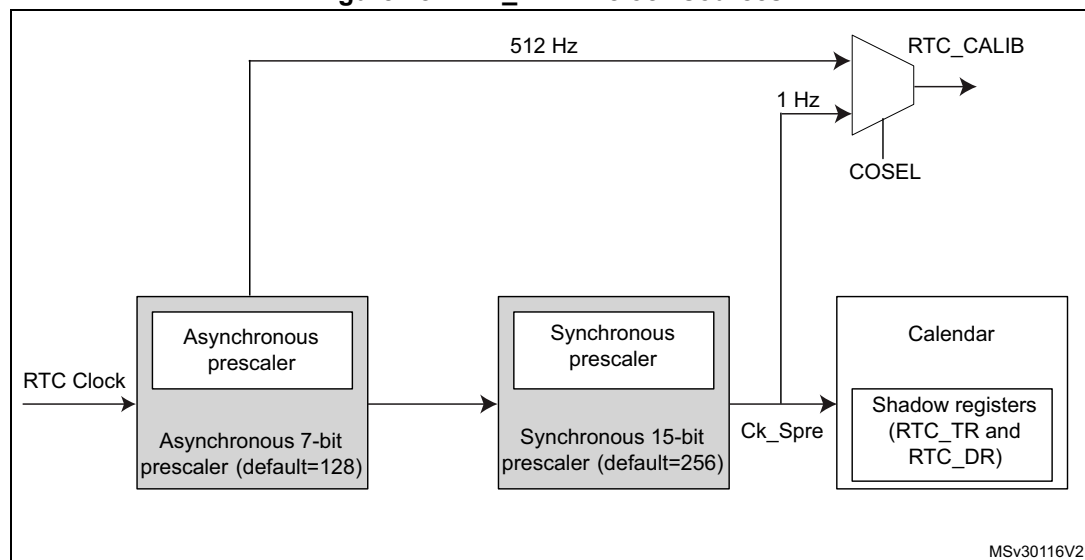 512 Hz
RTC_CALIB
1 Hz
COSEL
Asynchronous
prescaler
Synchronous
prescaler
Calendar
RTC Clock
Shadow registers
(RTC_TR and
RTC_DR)
Ck_Spre
Asynchronous 7-bit
prescaler (default=128)
Synchronous 15-bit
prescaler (default=256)
MSv30116V2